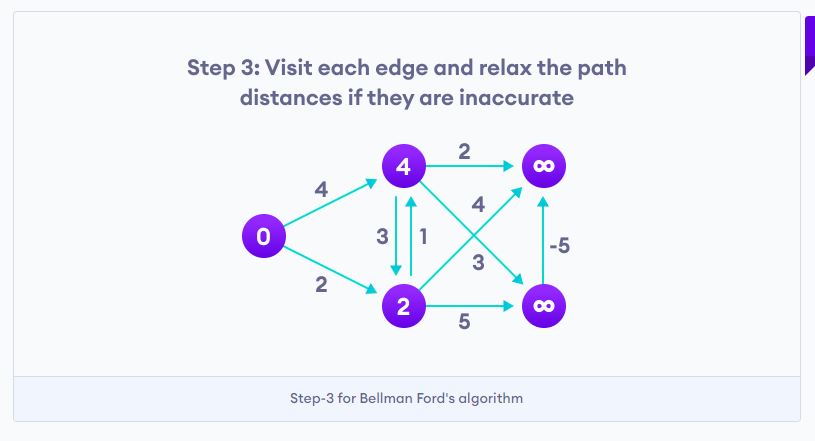 Step 3: Visit each edge and relax the path
distances if they are inaccurate
4 2 ∞
4 4
0 3 1 -5
2 3
2 5 ∞
Step-3 for Bellman Ford's algorithm